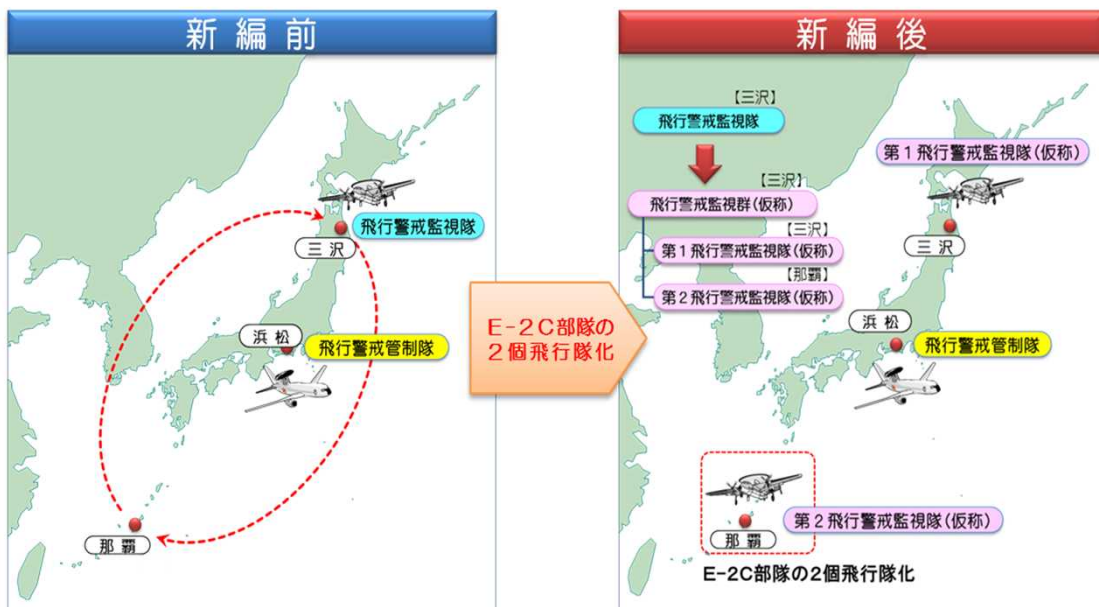 新編前
飛行警戒監視隊
三沢
浜松
飛行警戒管制隊
那覇
E-2C部隊の
2個飛行隊化
新編後
【三沢】
飛行警戒監視隊
【三沢】
飛行警戒監視群(仮称)
【三沢】
第1飛行警戒監視隊(仮称)
【那覇】
第2飛行警戒監視隊(仮称)
第1飛行警戒監視隊(仮称)
三沢
浜松
飛行警戒管制隊
第2飛行警戒監視隊(仮称)
那覇
E-2C部隊の2個飛行隊化